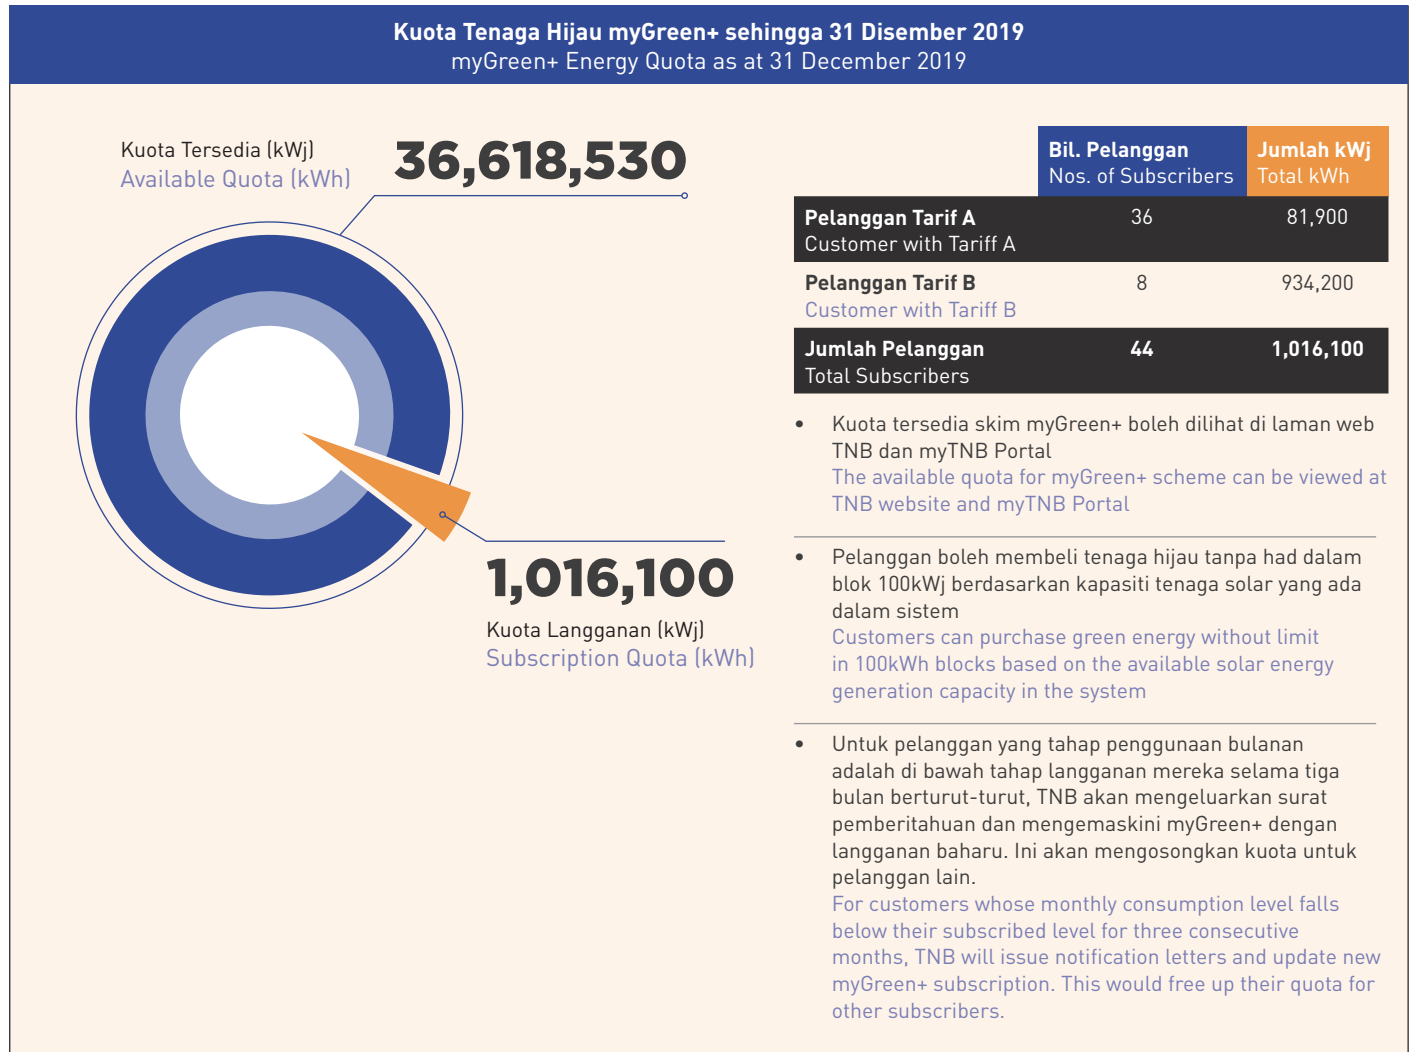 Kuota Tenaga Hijau myGreen+ sehingga 31 Disember 2019
myGreen+ Energy Quota as at 31 December 2019
Kuota Tersedia (kWj)
Available Quota (kWh)
36,618,530
1,016,100
Kuota Langganan (kWj)
Subscription Quota (kWh)
Bil. Pelanggan Jumlah kWj
Nos. of Subscribers Total kWh
Pelanggan Tarif A 36 81,900
Customer with Tariff A
Pelanggan Tarif B 8 934,200
Customer with Tariff B
Jumlah Pelanggan 44 1,016,100
Total Subscribers
• Kuota tersedia skim myGreen+ boleh dilihat di laman web
TNB dan myTNB Portal
The available quota for myGreen+ scheme can be viewed at
TNB website and myTNB Portal
• Pelanggan boleh membeli tenaga hijau tanpa had dalam
blok 100kWj berdasarkan kapasiti tenaga solar yang ada
dalam sistem
Customers can purchase green energy without limit
in 100kWh blocks based on the available solar energy
generation capacity in the system
• Untuk pelanggan yang tahap penggunaan bulanan
adalah di bawah tahap langganan mereka selama tiga
bulan berturut-turut, TNB akan mengeluarkan surat
pemberitahuan dan mengemaskini myGreen+ dengan
langganan baharu. Ini akan mengosongkan kuota untuk
pelanggan lain.
For customers whose monthly consumption level falls
below their subscribed level for three consecutive
months, TNB will issue notification letters and update new
myGreen+ subscription. This would free up their quota for
other subscribers.